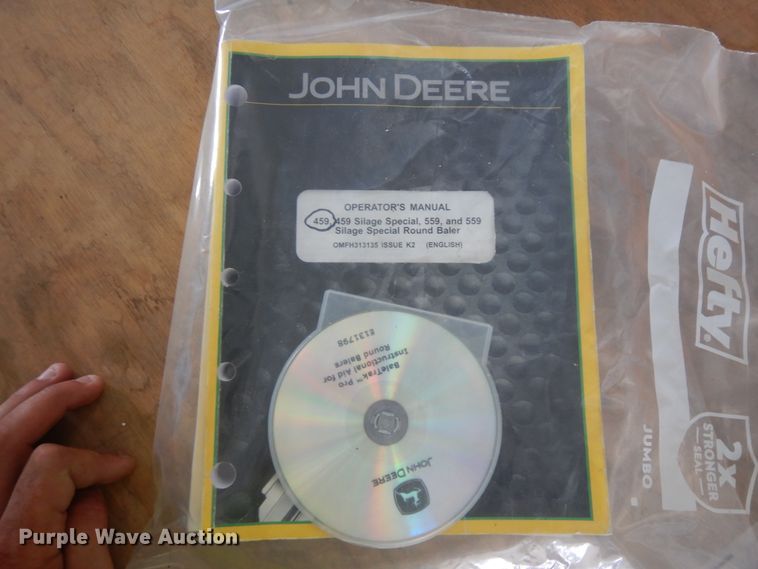 JOHN DEERE
OPERATOR'S MANUAL
459, 459 Silage Special, 559, and 559
Silage Special Round Baler
OMFH313135 ISSUE K2 (ENGLISH)
JOHN DEERE
BaleTrak™ Pro
Instructional Aid for
Round Balers
E131798
Hefty
2X
STRONGER
SEAL
JUMBO
Purple Wave Auction